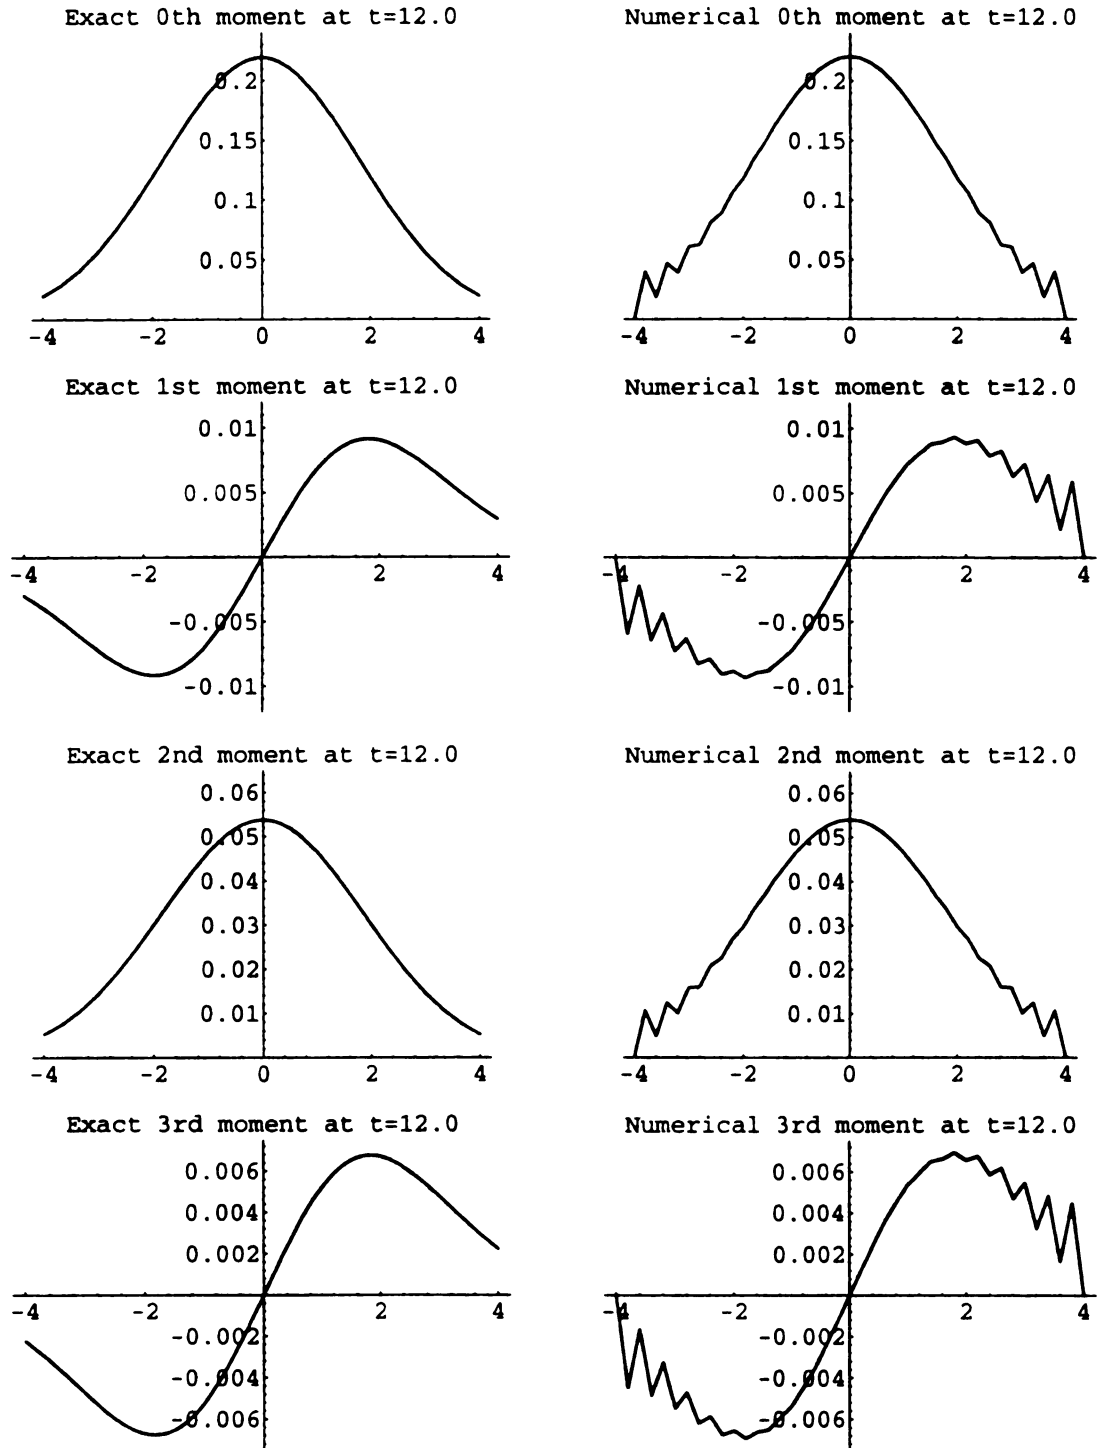 Exact 0th moment at t=12.0
0.2
0.15
0.1
0.05
-4 -2 0 2 4
Numerical 0th moment at t=12.0
0.2
0.15
0.1
0.05
-4 -2 0 2 4
Exact 1st moment at t=12.0
0.01
0.005
-4 -2 2 4
-0.005
-0.01
Numerical 1st moment at t=12.0
0.01
0.005
-4 -2 2 4
-0.005
-0.01
Exact 2nd moment at t=12.0
0.06
0.05
0.04
0.03
0.02
0.01
-4 -2 0 2 4
Numerical 2nd moment at t=12.0
0.06
0.05
0.04
0.03
0.02
0.01
-4 -2 0 2 4
Exact 3rd moment at t=12.0
0.006
0.004
0.002
-4 -2 2 4
-0.002
-0.004
-0.006
Numerical 3rd moment at t=12.0
0.006
0.004
0.002
-4 -2 2 4
-0.002
-0.004
-0.006